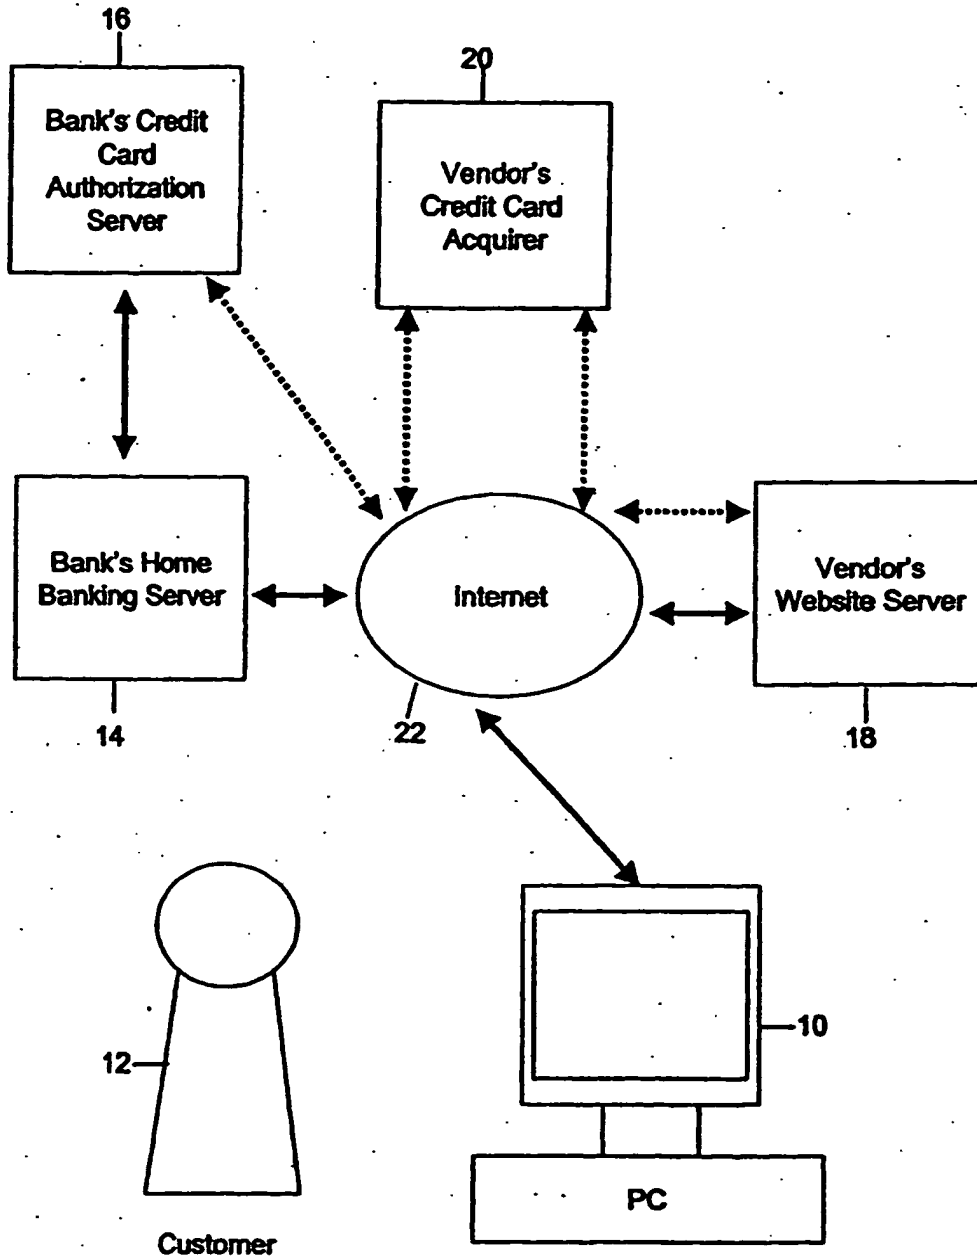 16
20
Bank's Credit
Card
Authorization
Server
Vendor's
Credit Card
Acquirer
Bank's Home
Banking Server
Internet
Vendor's
Website Server
14
22
18
12
10
PC
Customer